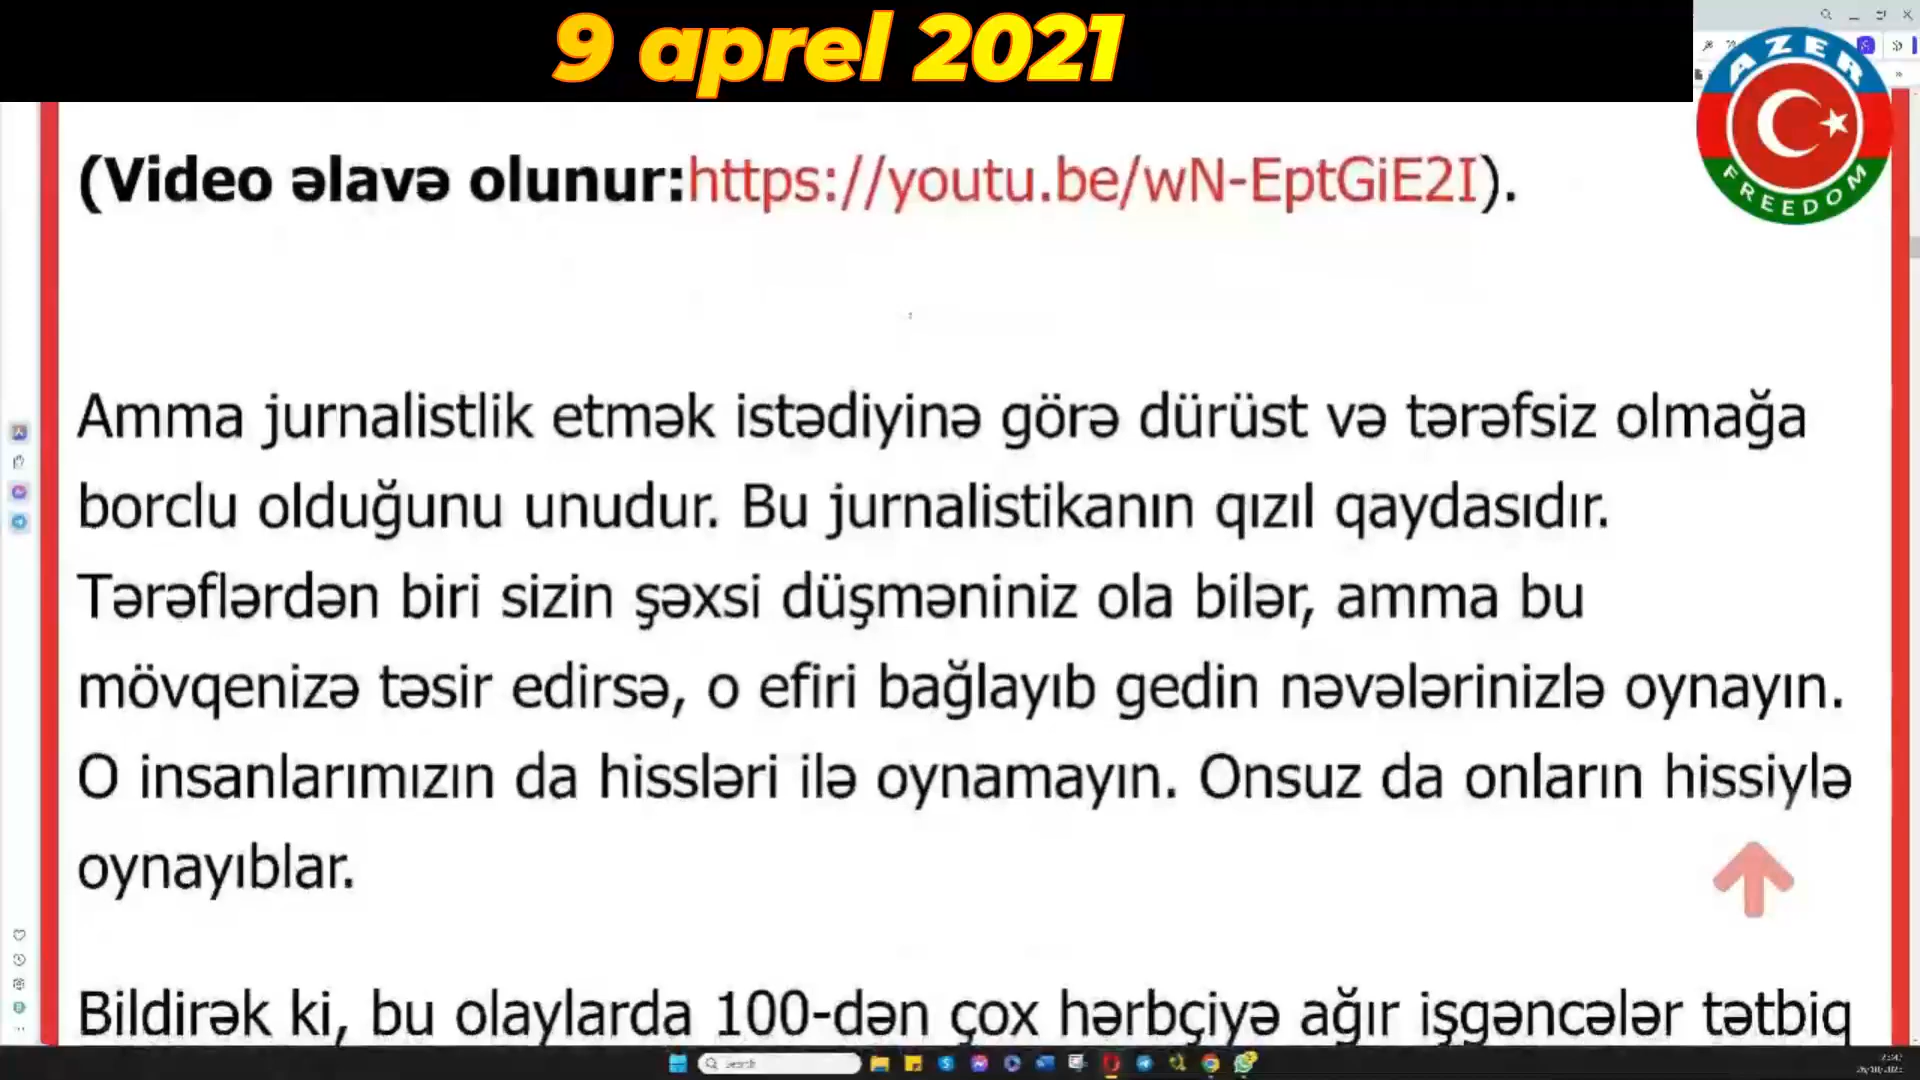 9 aprel 2021
AZER
FREEDOM
(Video əlavə olunur:https://youtu.be/wN-EptGiE2I).
Amma jurnalistlik etmək istədiyinə görə dürüst və tərəfsiz olmağa
borclu olduğunu unudur. Bu jurnalistikanın qızıl qaydasıdır.
Tərəflərdən biri sizin şəxsi düşməniniz ola bilər, amma bu
mövqenizə təsir edirsə, o efiri bağlayıb gedin nəvələrinizlə oynayın.
O insanlarımızın da hissləri ilə oynamayın. Onsuz da onların hissiylə
oynayıblar.
Bildirək ki, bu olaylarda 100-dən çox hərbçiyə ağır işgəncələr tətbiq
Search